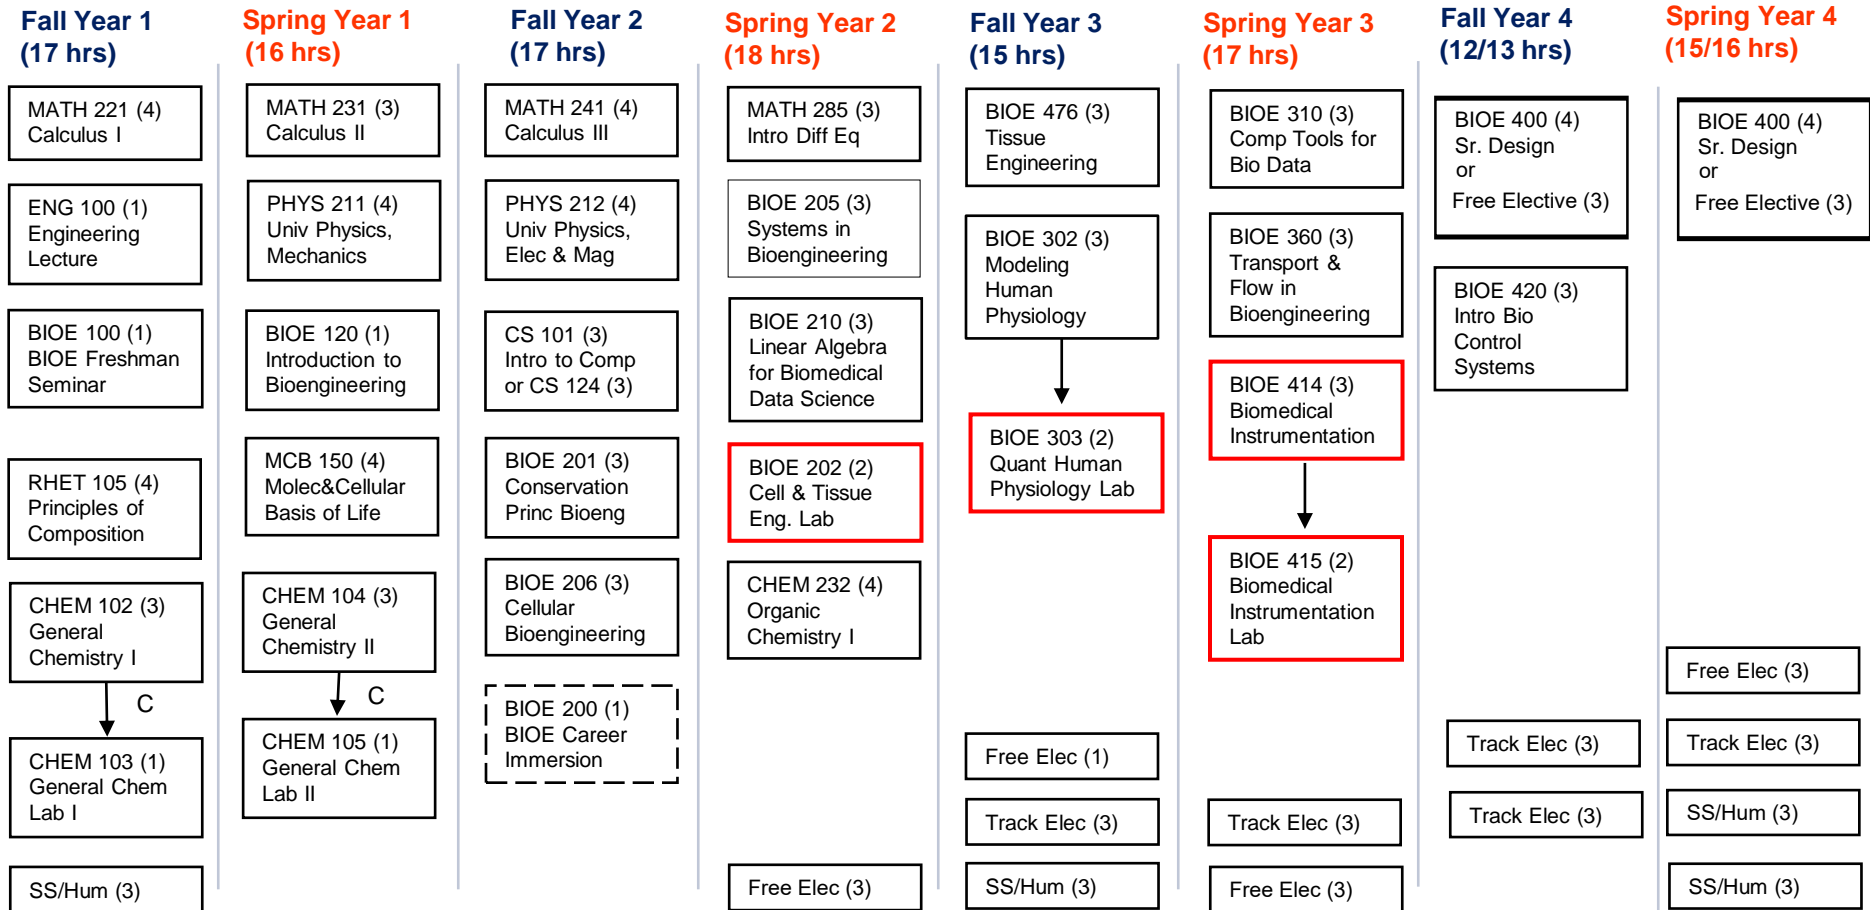 Fall Year 1
(17 hrs)
MATH 221 (4)
Calculus I
ENG 100 (1)
Engineering
Lecture
BIOE 100 (1)
BIOE Freshman
Seminar
RHET 105 (4)
Principles of
Composition
CHEM 102 (3)
General
Chemistry I
C
CHEM 103 (1)
General Chem
Lab I
SS/Hum (3)
Spring Year 1
(16 hrs)
MATH 231 (3)
Calculus II
PHYS 211 (4)
Univ Physics,
Mechanics
BIOE 120 (1)
Introduction to
Bioengineering
MCB 150 (4)
Molec&Cellular
Basis of Life
CHEM 104 (3)
General
Chemistry II
C
CHEM 105 (1)
General Chem
Lab II
Fall Year 2
(17 hrs)
MATH 241 (4)
Calculus III
PHYS 212 (4)
Univ Physics,
Elec & Mag
CS 101 (3)
Intro to Comp
or CS 124 (3)
BIOE 201 (3)
Conservation
Princ Bioeng
BIOE 206 (3)
Cellular
Bioengineering
BIOE 200 (1)
BIOE Career
Immersion
Spring Year 2
(18 hrs)
MATH 285 (3)
Intro Diff Eq
BIOE 205 (3)
Systems in
Bioengineering
BIOE 210 (3)
Linear Algebra
for Biomedical
Data Science
BIOE 202 (2)
Cell & Tissue
Eng. Lab
CHEM 232 (4)
Organic
Chemistry I
Free Elec (3)
Fall Year 3
(15 hrs)
BIOE 476 (3)
Tissue
Engineering
BIOE 302 (3)
Modeling
Human
Physiology
BIOE 303 (2)
Quant Human
Physiology Lab
Free Elec (1)
Track Elec (3)
SS/Hum (3)
Spring Year 3
(17 hrs)
BIOE 310 (3)
Comp Tools for
Bio Data
BIOE 360 (3)
Transport &
Flow in
Bioengineering
BIOE 414 (3)
Biomedical
Instrumentation
BIOE 415 (2)
Biomedical
Instrumentation
Lab
Track Elec (3)
Free Elec (3)
Fall Year 4
(12/13 hrs)
BIOE 400 (4)
Sr. Design
or
Free Elective (3)
BIOE 420 (3)
Intro Bio
Control
Systems
Track Elec (3)
Track Elec (3)
Spring Year 4
(15/16 hrs)
BIOE 400 (4)
Sr. Design
or
Free Elective (3)
Free Elec (3)
Track Elec (3)
SS/Hum (3)
SS/Hum (3)